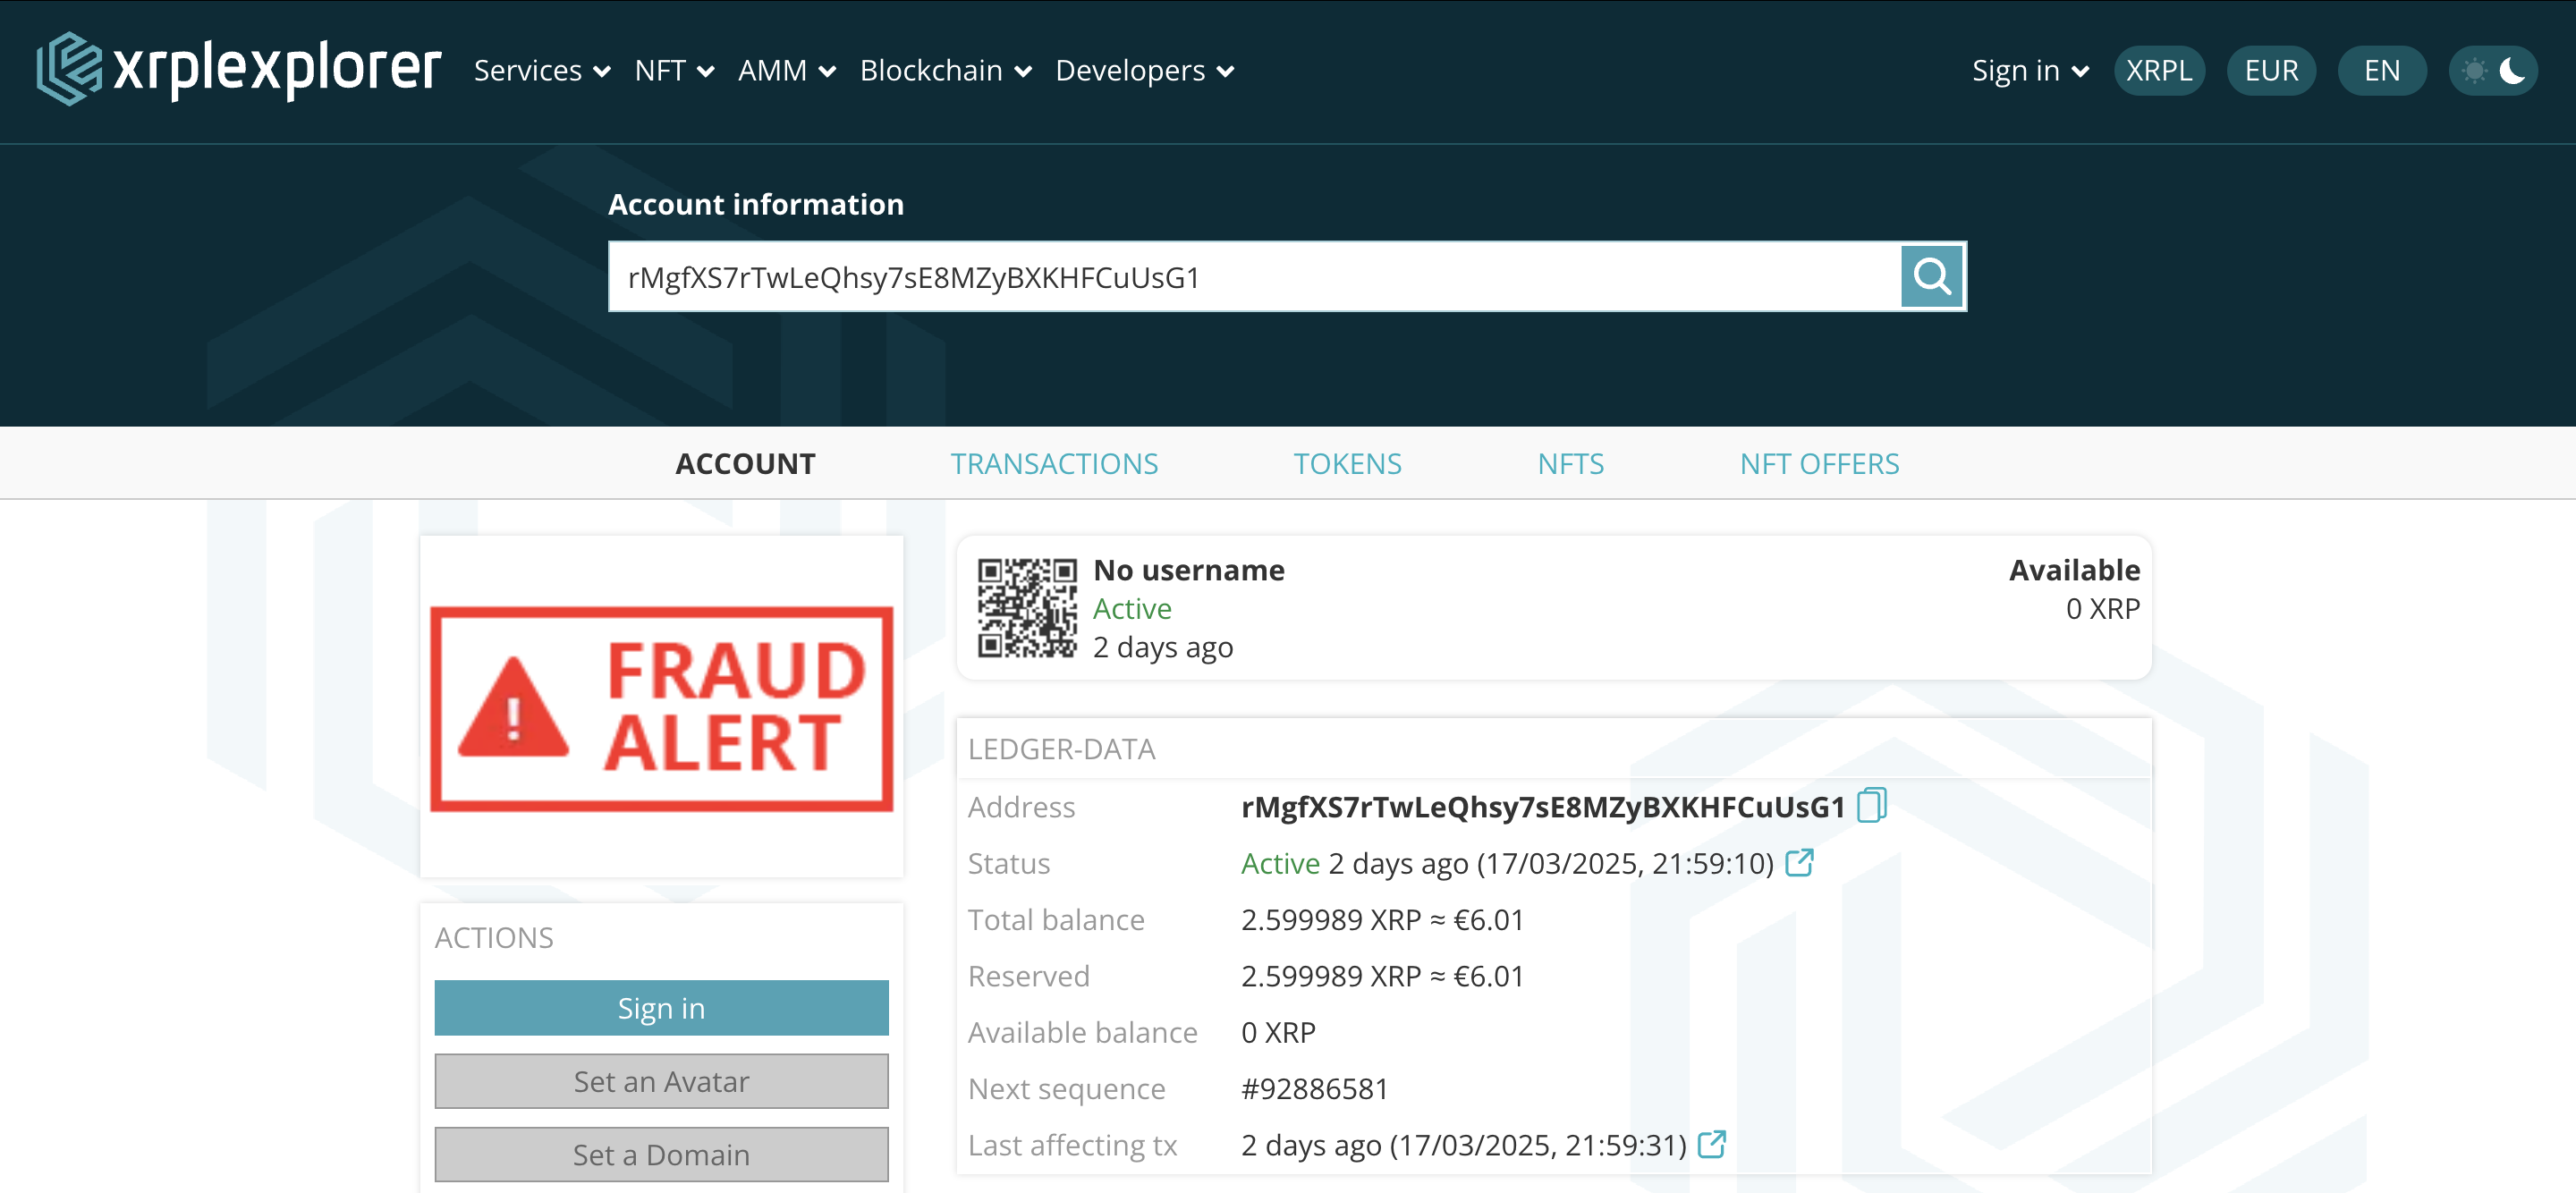 xrplexplorer Services NFT AMM Blockchain Developers Sign in XRPL EUR EN
Account information
rMgfXS7rTwLeQhsy7sE8MZyBXKHFCuUsG1
ACCOUNT TRANSACTIONS TOKENS NFTS NFT OFFERS
FRAUD
ALERT
ACTIONS
Sign in
Set an Avatar
Set a Domain
No username Available
Active 0 XRP
2 days ago
LEDGER-DATA
Address rMgfXS7rTwLeQhsy7sE8MZyBXKHFCuUsG1
Status Active 2 days ago (17/03/2025, 21:59:10)
Total balance 2.599989 XRP ≈ €6.01
Reserved 2.599989 XRP ≈ €6.01
Available balance 0 XRP
Next sequence #92886581
Last affecting tx 2 days ago (17/03/2025, 21:59:31)